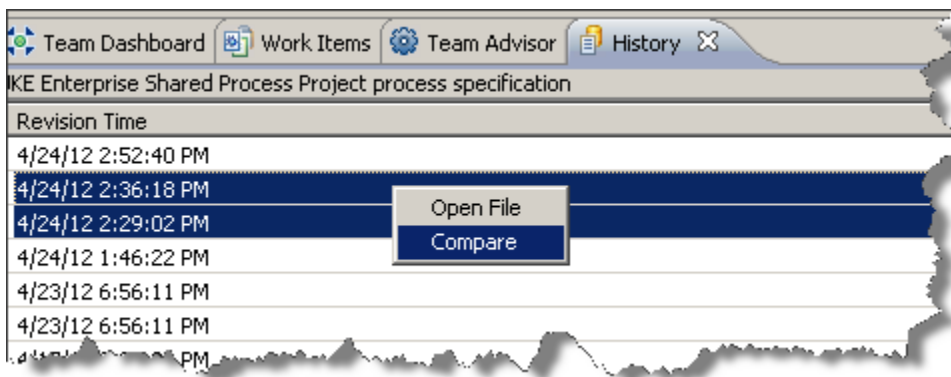 Team Dashboard Work Items Team Advisor History
KE Enterprise Shared Process Project process specification
Revision Time
4/24/12 2:52:40 PM
4/24/12 2:36:18 PM
4/24/12 2:29:02 PM
Open File
Compare
4/24/12 1:46:22 PM
4/23/12 6:56:11 PM
4/23/12 6:56:11 PM
PM